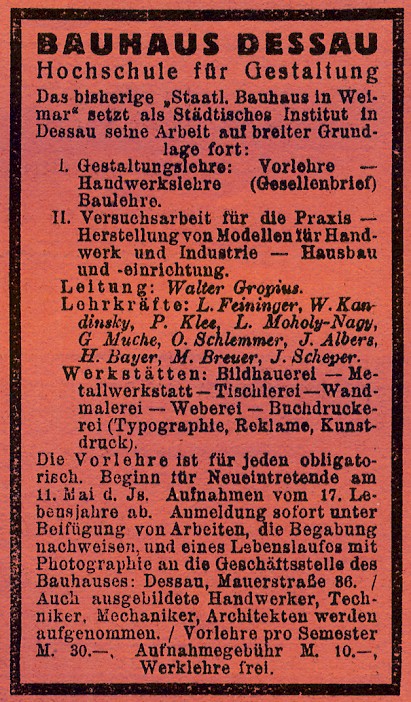 BAUHAUS DESSAU
Hochschule für Gestaltung
Das bisherige „Staatl. Bauhaus in Wei-
mar“ setzt als Städtisches Institut in
Dessau seine Arbeit auf breiter Grund-
lage fort:
I. Gestaltungslehre: Vorlehre —
Handwerkslehre (Gesellenbrief)
Baulehre.
II. Versuchsarbeit für die Praxis —
Herstellung von Modellen für Hand-
werk und Industrie — Hausbau
und -einrichtung.
Leitung: Walter Gropius.
Lehrkräfte: L. Feininger, W. Kan-
dinsky, P. Klee, L. Moholy-Nagy,
G Muche, O. Schlemmer, J. Albers,
H. Bayer, M. Breuer, J. Scheper.
Werkstätten: Bildhauerei — Me-
tallwerkstatt — Tischlerei — Wand-
malerei — Weberei — Buchdrucke-
rei (Typographie, Reklame, Kunst-
druck).
Die Vorlehre ist für jeden obligato-
risch. Beginn für Neueintretende am
11. Mai d. Js. Aufnahmen vom 17. Le-
bensjahre ab. Anmeldung sofort unter
Beifügung von Arbeiten, die Begabung
nachweisen, und eines Lebenslaufes mit
Photographie an die Geschäftsstelle des
Bauhauses: Dessau, Mauerstraße 36. /
Auch ausgebildete Handwerker, Tech-
niker, Mechaniker, Architekten werden
aufgenommen. / Vorlehre pro Semester
M. 30.—, Aufnahmegebühr M. 10.—,
Werklehre frei.